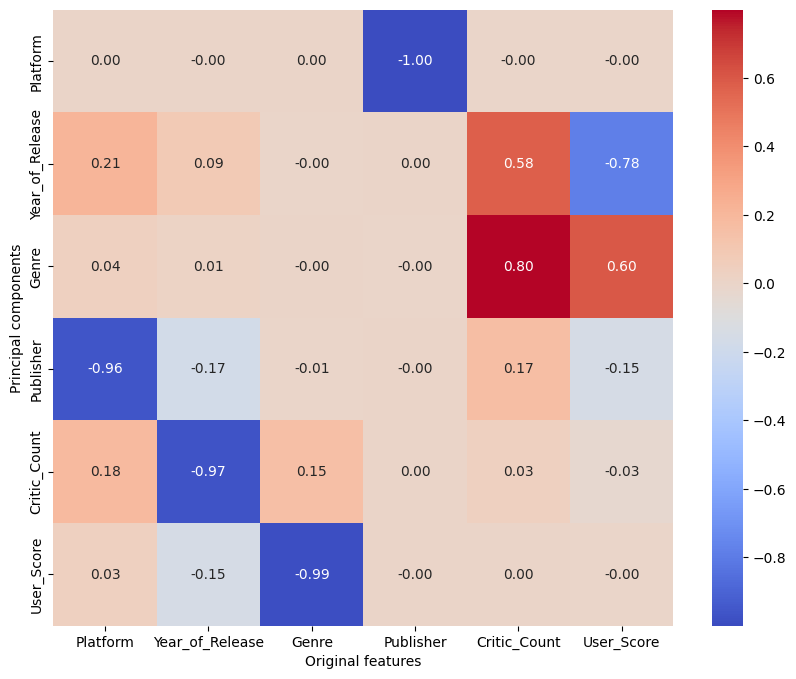 Principal components
Platform 0.00 -0.00 0.00 -1.00 -0.00 -0.00
Year_of_Release 0.21 0.09 -0.00 0.00 0.58 -0.78
Genre 0.04 0.01 -0.00 -0.00 0.80 0.60
Publisher -0.96 -0.17 -0.01 -0.00 0.17 -0.15
Critic_Count 0.18 -0.97 0.15 0.00 0.03 -0.03
User_Score 0.03 -0.15 -0.99 -0.00 0.00 -0.00
Platform Year_of_Release Genre Publisher Critic_Count User_Score
Original features
0.6
0.4
0.2
0.0
−0.2
−0.4
−0.6
−0.8